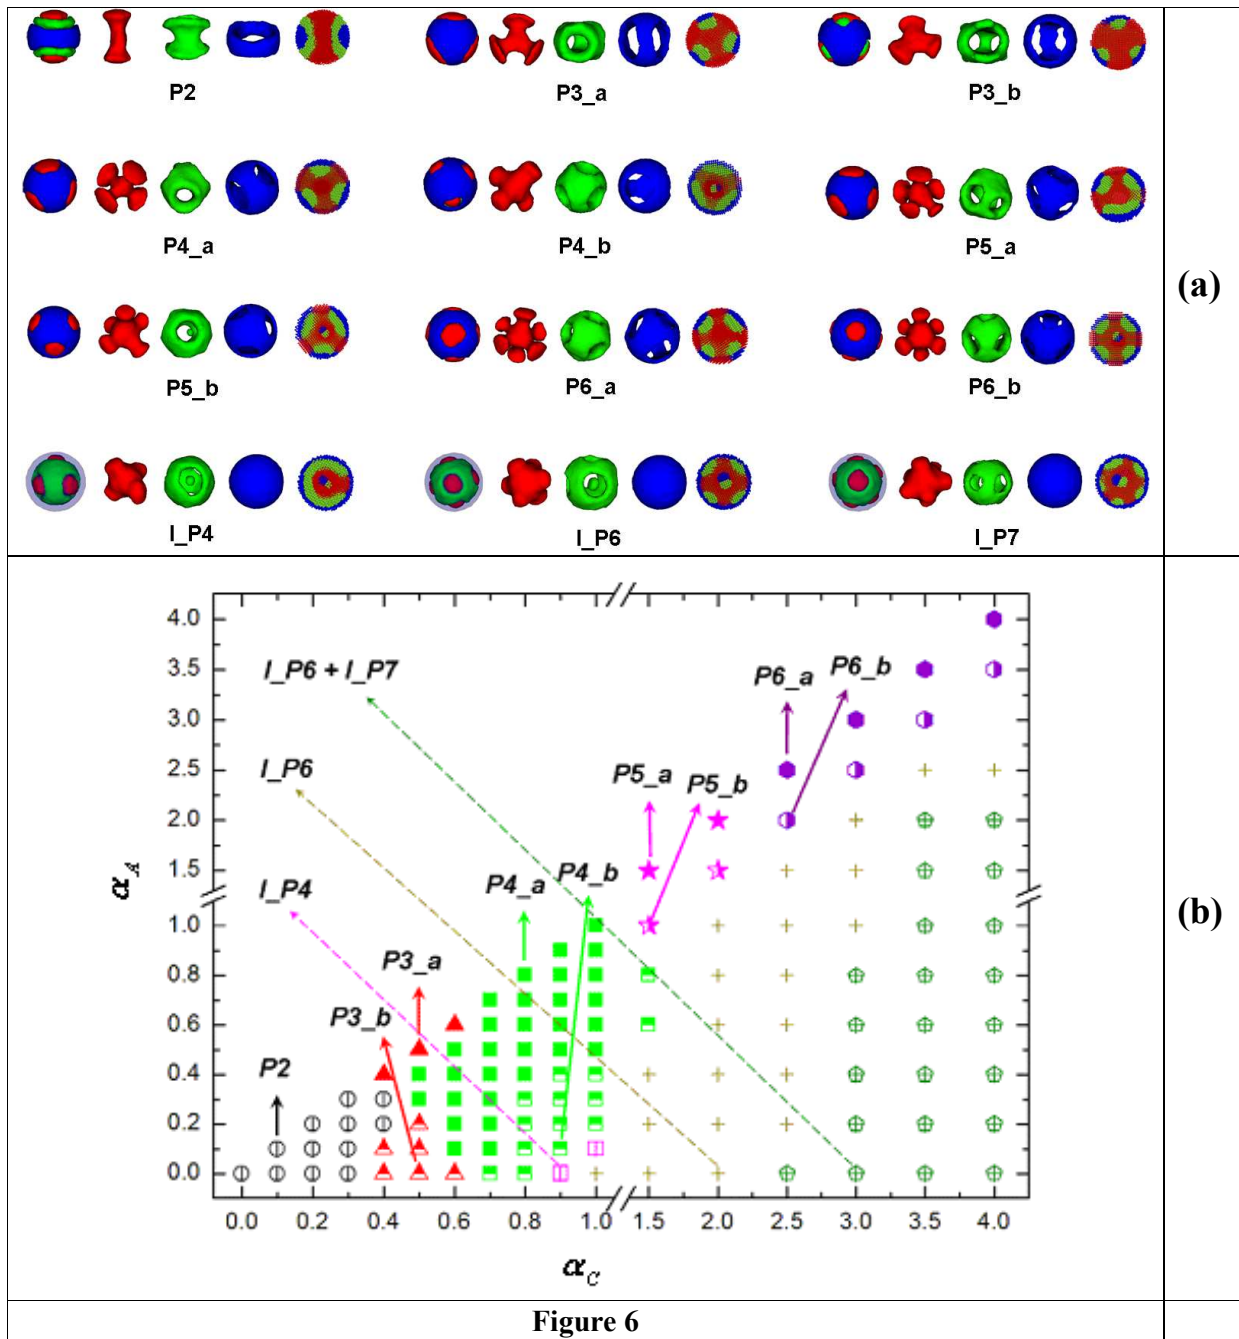 P2 P3_a P3_b
P4_a P4_b P5_a
(a)
P5_b P6_a P6_b
I_P4 I_P6 I_P7
4.0
3.5
3.0
2.5
2.0
1.5
1.0
0.8
0.6
0.4
0.2
0.0
I_P6 + I_P7
P6_a
P6_b
I_P6
P5_a
P5_b
P4_b
P4_a
I_P4
P3_a
P3_b
P2
α_A
(b)
0.0 0.2 0.4 0.6 0.8 1.0 1.5 2.0 2.5 3.0 3.5 4.0
α_C
Figure 6